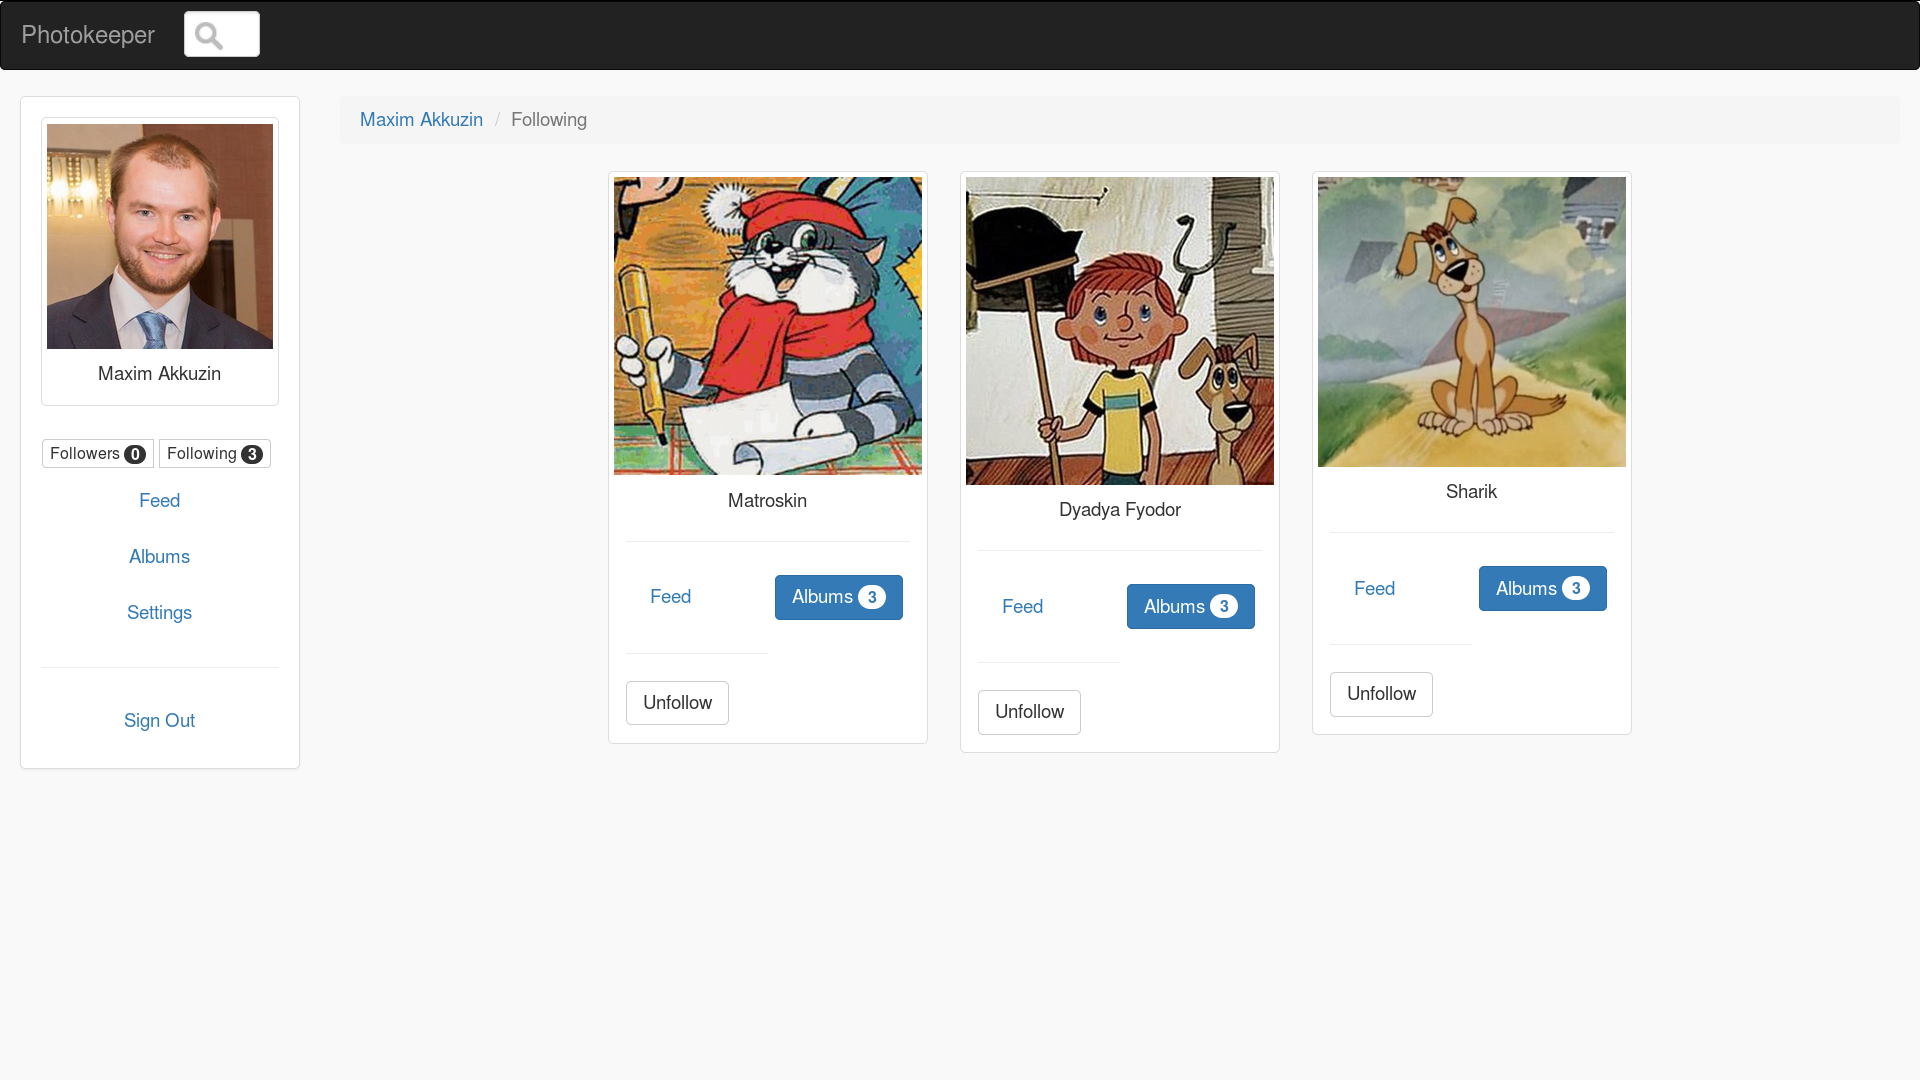 Photokeeper
Maxim Akkuzin / Following
Maxim Akkuzin
Followers 0 Following 3
Feed
Albums
Settings
Sign Out
Matroskin
Feed Albums 3
Unfollow
Dyadya Fyodor
Feed Albums 3
Unfollow
Sharik
Feed Albums 3
Unfollow